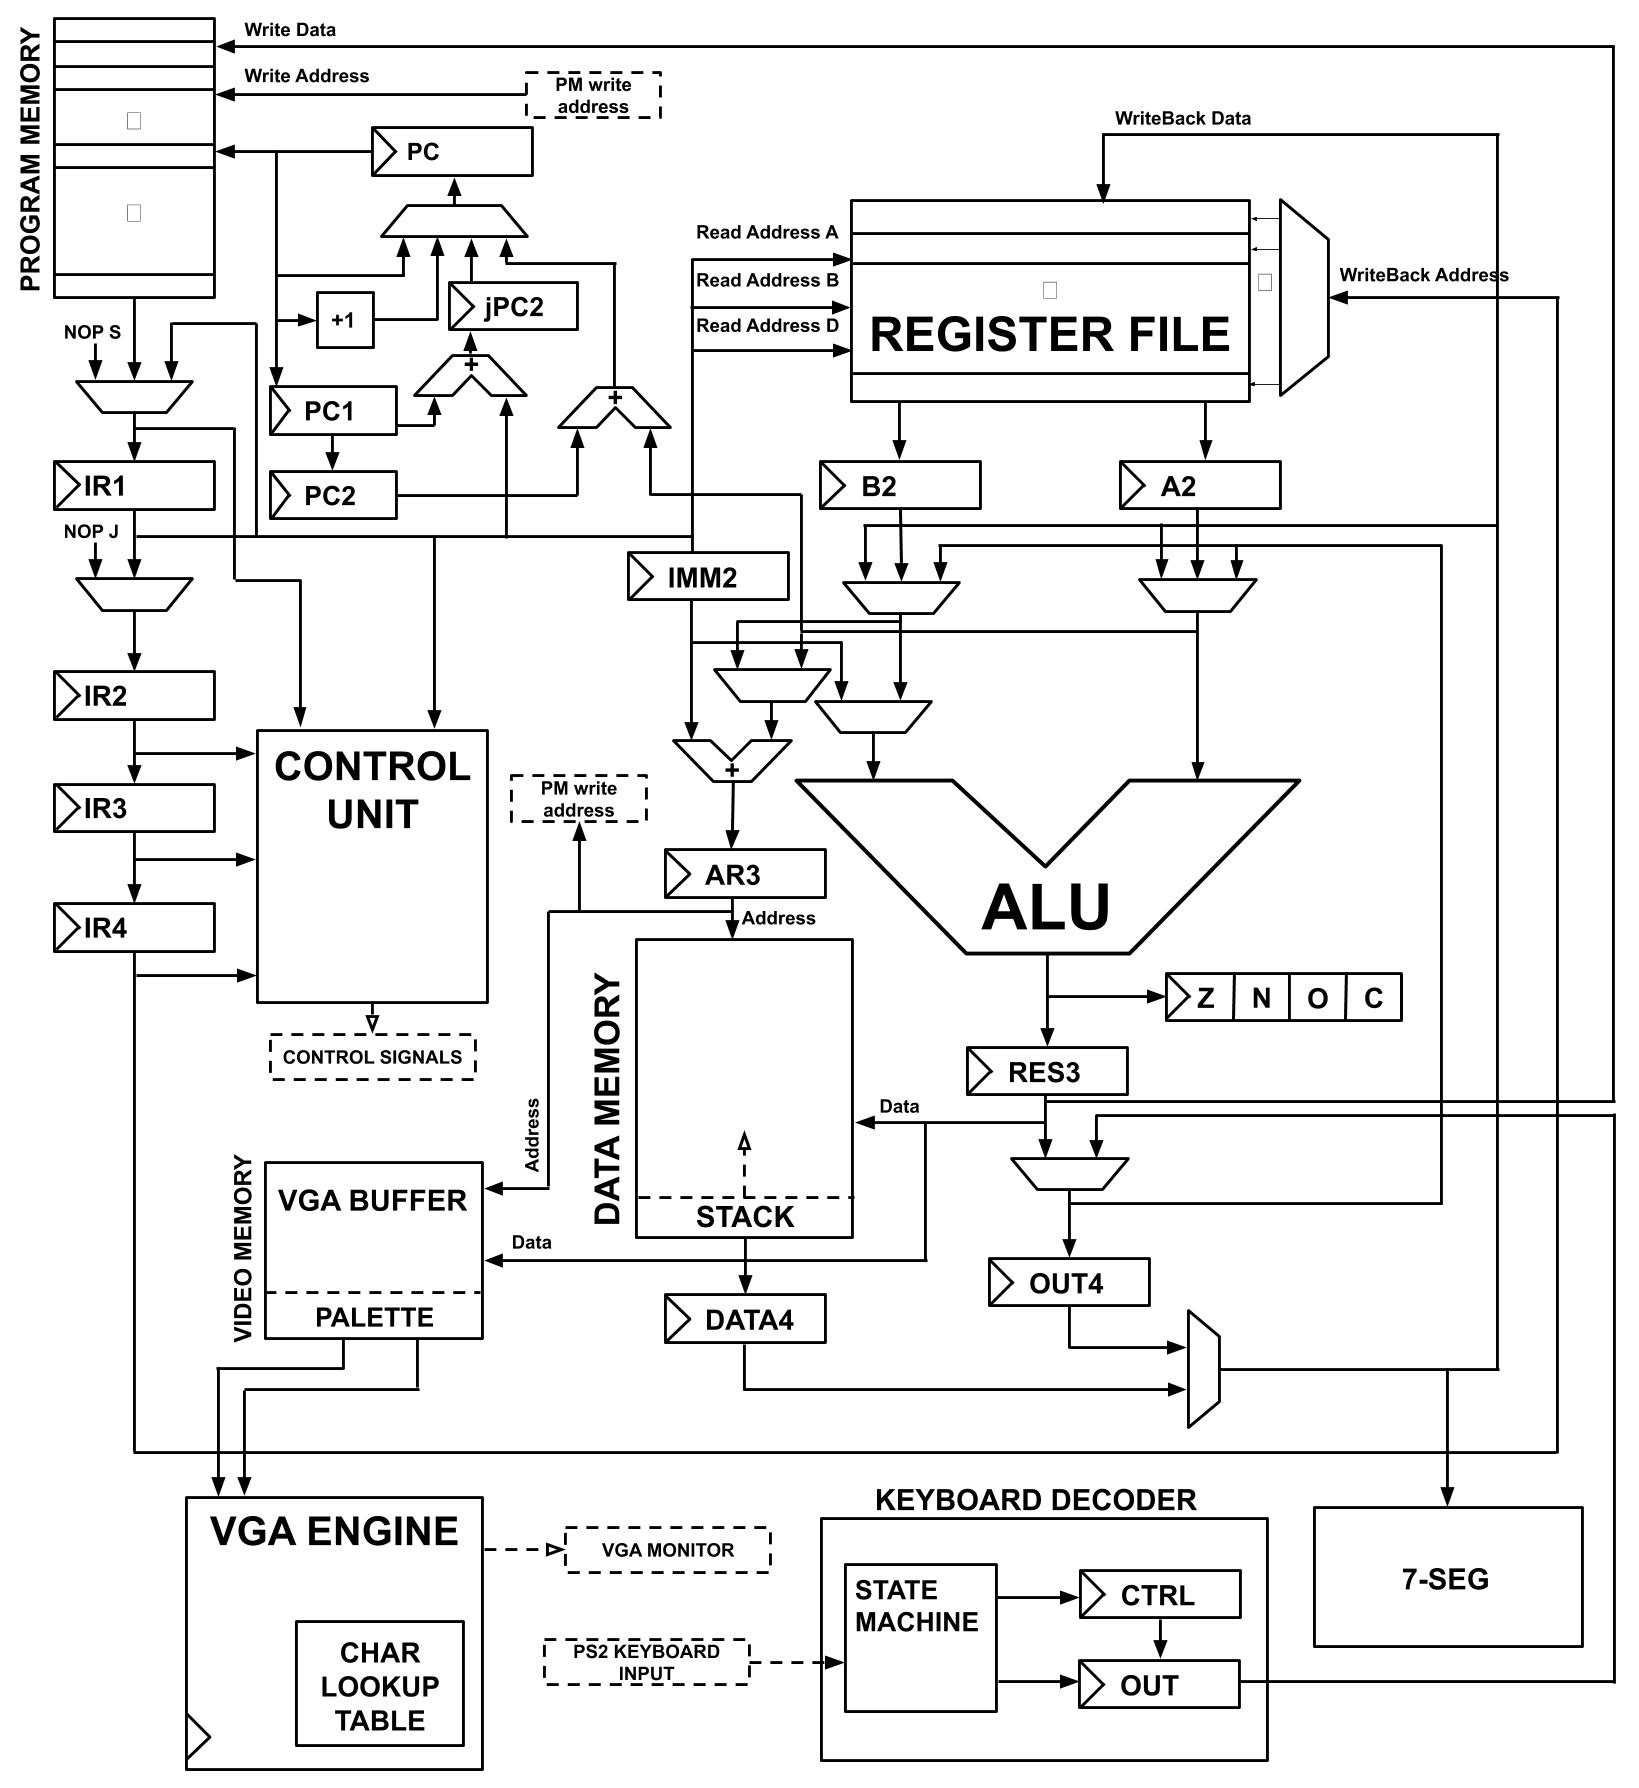 PROGRAM MEMORY
Write Data
Write Address
PM write
address
PC
WriteBack Data
Read Address A
Read Address B
Read Address D
WriteBack Address
REGISTER FILE
NOP S
+1
jPC2
+
+
PC1
PC2
IR1
B2
A2
NOP J
IMM2
IR2
CONTROL
UNIT
IR3
PM write
address
+
AR3
Address
ALU
IR4
Z N O C
CONTROL SIGNALS
DATA MEMORY
RES3
Data
Address
VIDEO MEMORY
VGA BUFFER
STACK
Data
PALETTE
DATA4
OUT4
VGA ENGINE
VGA MONITOR
CHAR
LOOKUP
TABLE
KEYBOARD DECODER
STATE
MACHINE
CTRL
OUT
PS2 KEYBOARD
INPUT
7-SEG